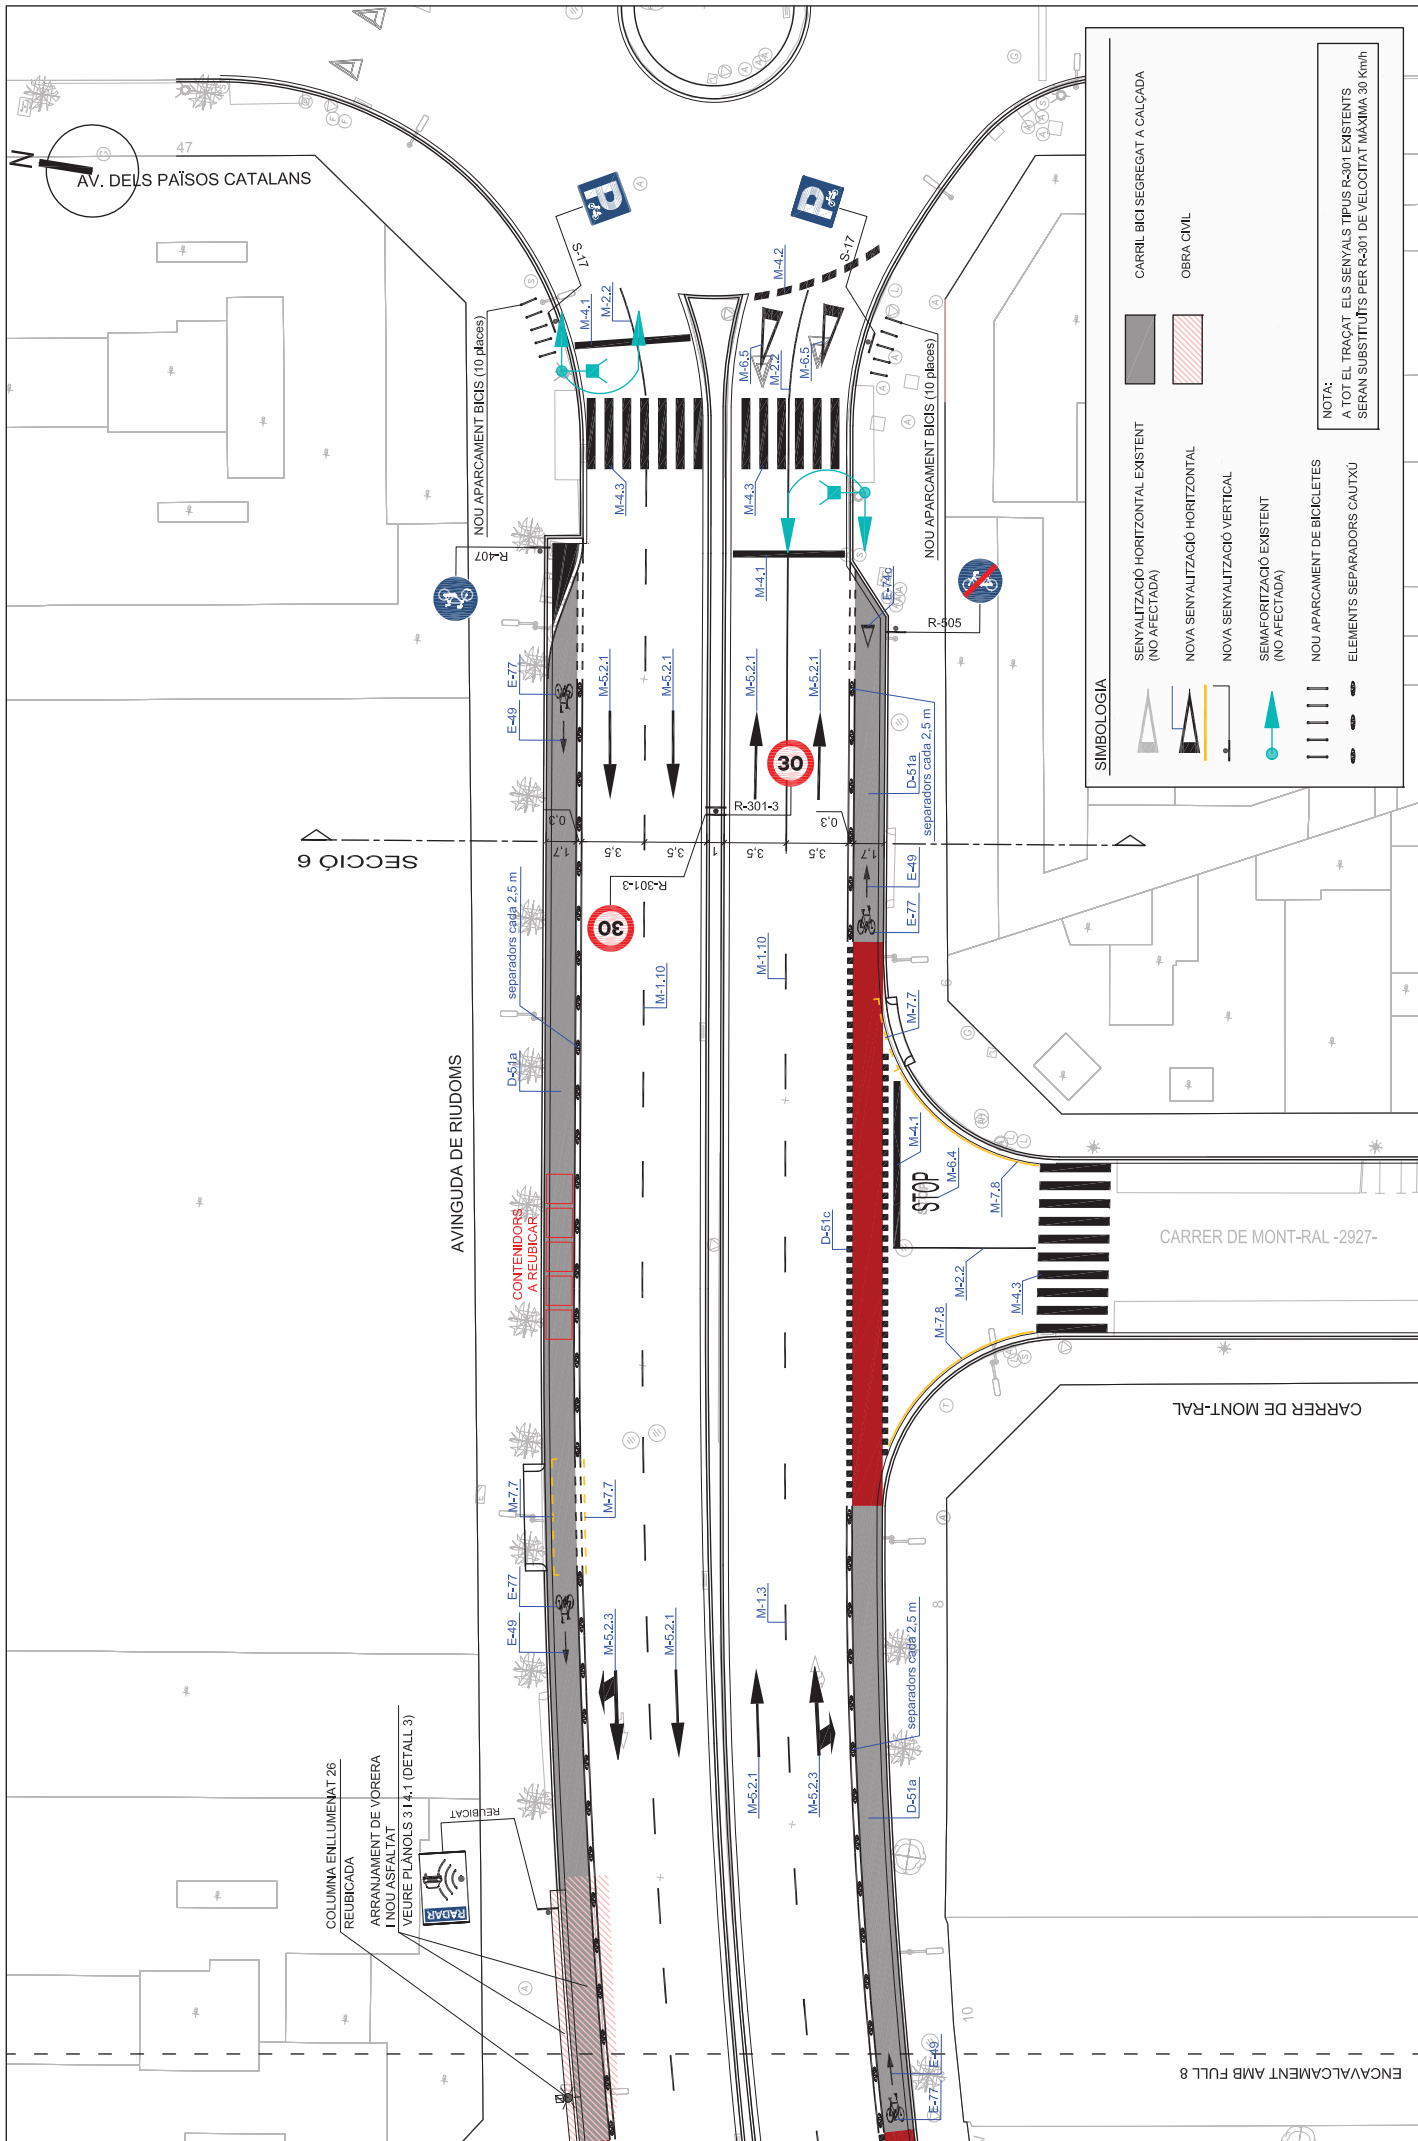 N
47
AV. DELS PAÏSOS CATALANS
NOU APARCAMENT BICIS (10 places)
S-17
P
P
S-17
M-4.1
M-2.2
M-4.2
M-6.5
M-2.2
M-6.5
NOU APARCAMENT BICIS (10 places)
M-4.3
M-4.3
R-407
M-4.1
E-74c
R-505
E-77
E-49
M-5.2.1
M-5.2.1
M-5.2.1
M-5.2.1
30
R-301-3
D-51a
separadors cada 2,5 m
SECCIÓ 6
0,3
1,7
3,5
3,5
1
3,5
3,5
0,3
1,7
R-301-3
30
separadors cada 2,5 m
E-49
E-77
M-1.10
M-1.10
6
M-7.7
D-51a
AVINGUDA DE RIUDOMS
CONTENIDORS
A REUBICAR
D-51c
M-4.1
M-6.4
STOP
M-7.8
M-2.2
M-4.3
M-7.8
CARRER DE MONT-RAL -2927-
CARRER DE MONT-RAL
M-7.7
M-7.7
E-77
E-49
M-5.2.3
M-5.2.1
M-1.3
8
separadors cada 2,5 m
M-5.2.1
M-5.2.3
D-51a
COLUMNA ENLLUMENAT 26
REUBICADA
ARRANJAMENT DE VORERA
I NOU ASFALTAT
VEURE PLÀNOLS 3 I 4.1 (DETALL 3)
RADAR
REUBICAT
10
E-49
E-77
ENCAVALCAMENT AMB FULL 8
SIMBOLOGIA
SENYALITZACIÓ HORITZONTAL EXISTENT
(NO AFECTADA)
NOVA SENYALITZACIÓ HORITZONTAL
NOVA SENYALITZACIÓ VERTICAL
SEMAFORITZACIÓ EXISTENT
(NO AFECTADA)
NOU APARCAMENT DE BICICLETES
ELEMENTS SEPARADORS CAUTXÚ
CARRIL BICI SEGREGAT A CALÇADA
OBRA CIVIL
NOTA:
A TOT EL TRAÇAT ELS SENYALS TIPUS R-301 EXISTENTS
SERAN SUBSTITUÏTS PER R-301 DE VELOCITAT MÀXIMA 30 Km/h